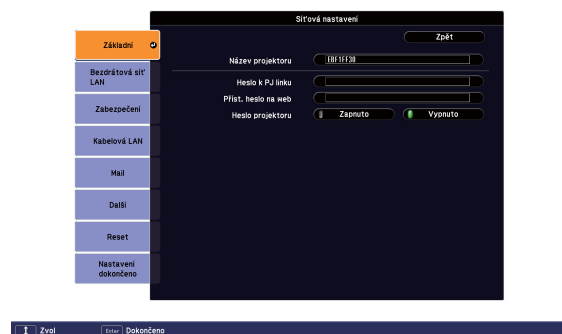 Síťová nastavení
Základní
Zpět
Název projektoru EBF1FF30
Bezdrátová síť
LAN
Heslo k PJ linku
Příst. heslo na web
Zabezpečení
Heslo projektoru Zapnuto Vypnuto
Kabelová LAN
Mail
Další
Reset
Nastavení
dokončeno
Zvol Enter Dokončeno